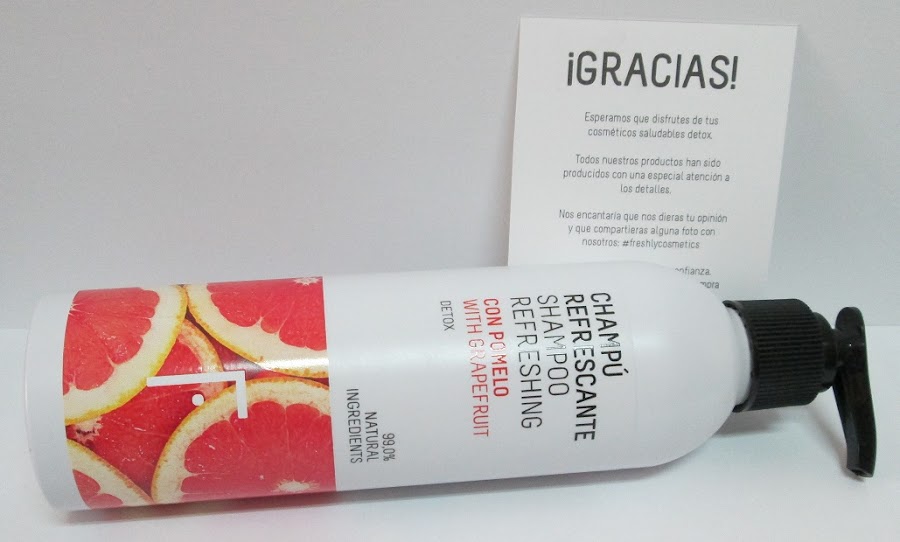 ¡GRACIAS!
Esperamos que disfrutes de tus
cosméticos saludables detox.
Todos nuestros productos han sido
producidos con una especial atención a
los detalles.
Nos encantaría que nos dieras tu opinión
y que compartieras alguna foto con
nosotros: #freshlycosmetics
CHAMPÚ
REFRESCANTE
SHAMPOO
REFRESHING
CON POMELO
WITH GRAPEFRUIT
DETOX
99,0%
NATURAL
INGREDIENTS